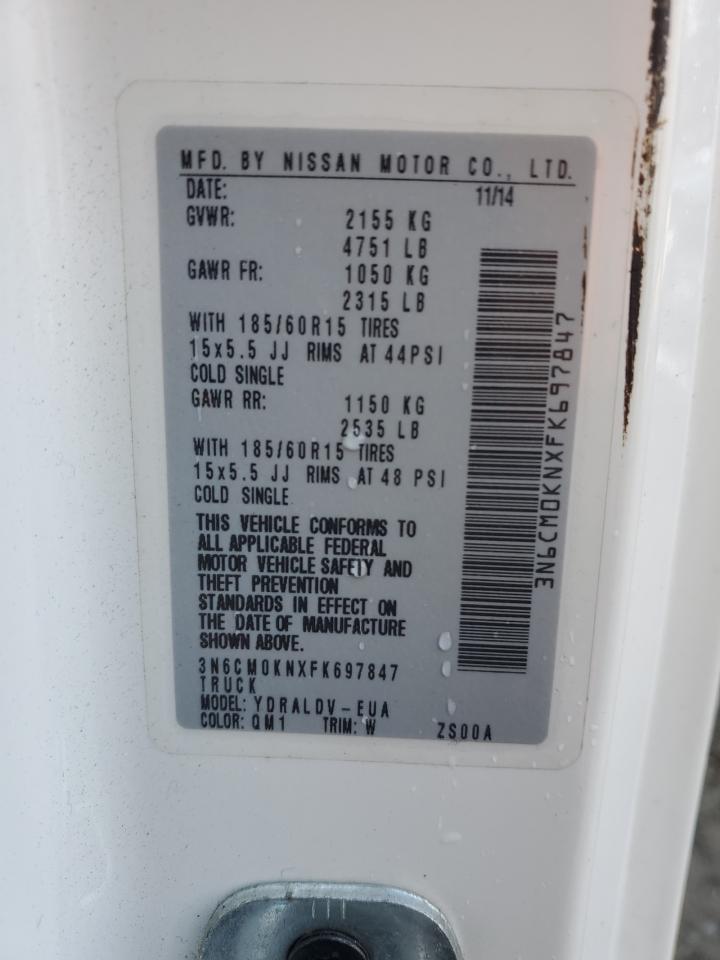 MFD. BY NISSAN MOTOR CO., LTD.
DATE: 11/14
GVWR: 2155 KG
4751 LB
GAWR FR: 1050 KG
2315 LB
WITH 185/60R15 TIRES
15x5.5 JJ RIMS AT 44PSI
COLD SINGLE
GAWR RR: 1150 KG
2535 LB
WITH 185/60R15 TIRES
15x5.5 JJ RIMS AT 48 PSI
COLD SINGLE
THIS VEHICLE CONFORMS TO
ALL APPLICABLE FEDERAL
MOTOR VEHICLE SAFETY AND
THEFT PREVENTION
STANDARDS IN EFFECT ON
THE DATE OF MANUFACTURE
SHOWN ABOVE.
3N6CM0KNXFK697847
TRUCK
MODEL: YDRALDV-EUA
COLOR: QM1 TRIM: W ZS00A
3N6CM0KNXFK697847